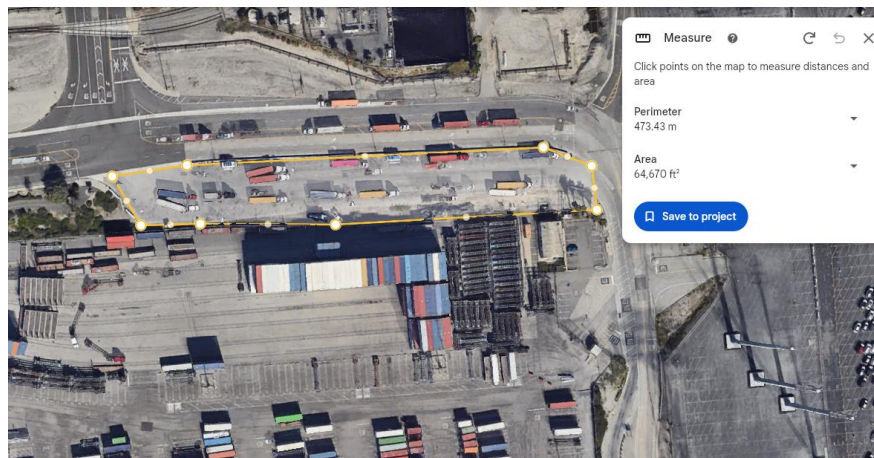 Measure
Click points on the map to measure distances and
area
Perimeter
473.43 m
Area
64,670 ft²
Save to project